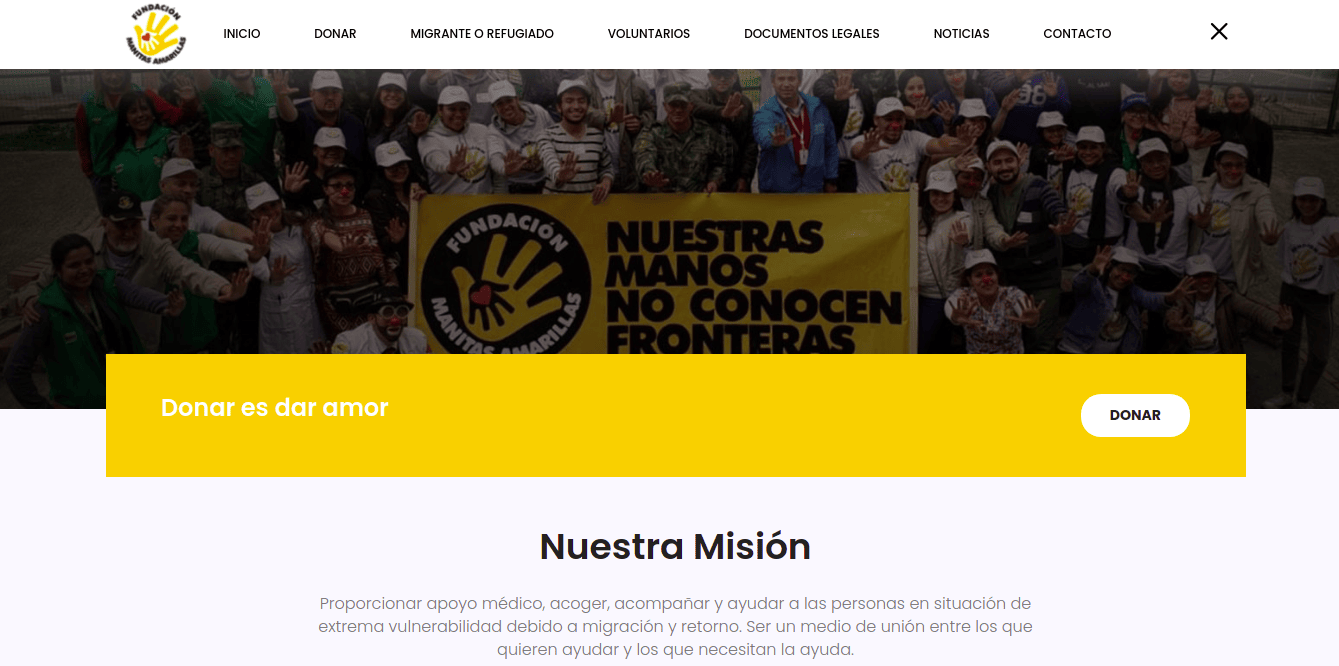 FUNDACIÓN
MANITAS AMARILLAS
INICIO
DONAR
MIGRANTE O REFUGIADO
VOLUNTARIOS
DOCUMENTOS LEGALES
NOTICIAS
CONTACTO
98
FUNDACIÓN
MANITAS AMARILLAS
NUESTRAS
MANOS
NO CONOCEN
FRONTERAS
Donar es dar amor
DONAR
Nuestra Misión
Proporcionar apoyo médico, acoger, acompañar y ayudar a las personas en situación de
extrema vulnerabilidad debido a migración y retorno. Ser un medio de unión entre los que
quieren ayudar y los que necesitan la ayuda.